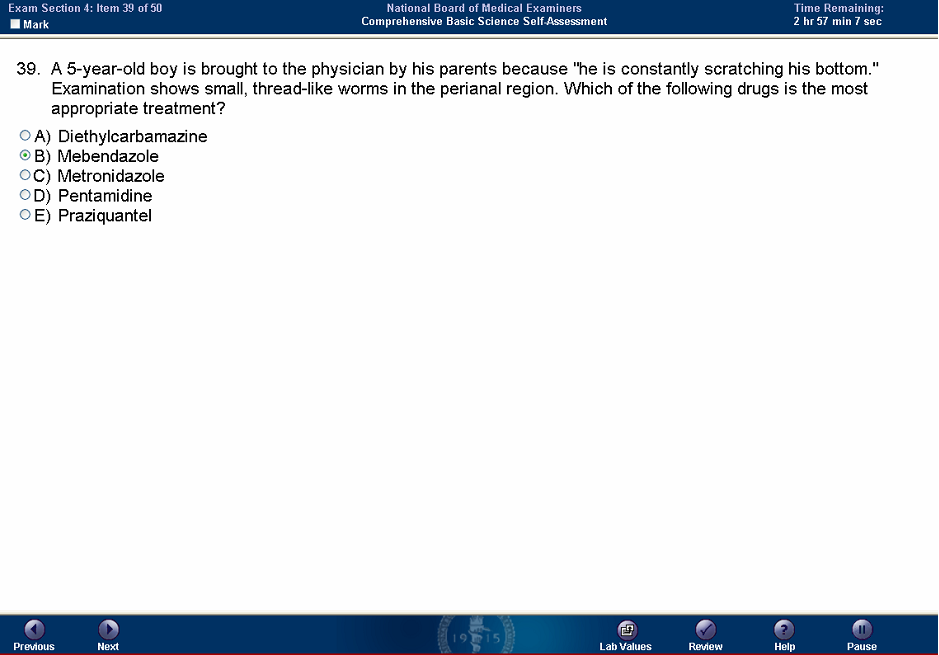 Exam Section 4: Item 39 of 50
National Board of Medical Examiners
Time Remaining:
Mark
Comprehensive Basic Science Self-Assessment
2 hr 57 min 7 sec
39. A 5-year-old boy is brought to the physician by his parents because "he is constantly scratching his bottom."
Examination shows small, thread-like worms in the perianal region. Which of the following drugs is the most
appropriate treatment?
A) Diethylcarbamazine
B) Mebendazole
C) Metronidazole
D) Pentamidine
E) Praziquantel
1915
Previous
Next
Lab Values
Review
Help
Pause